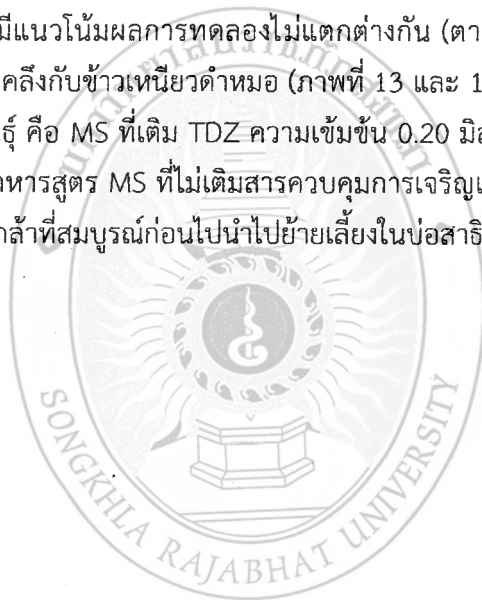 มีแนวโน้มผลการทดลองไม่แตกต่างกัน (ตา
คลึงกับข้าวเหนียวดำหมอ (ภาพที่ 13 และ 1
ธุ์ คือ MS ที่เติม TDZ ความเข้มข้น 0.20 มิล
าหารสูตร MS ที่ไม่เติมสารควบคุมการเจริญเ
กล้าที่สมบูรณ์ก่อนไปนำไปย้ายเลี้ยงในบ่อสาธิ
SONGKHLA RAJABHAT UNIVERSITY